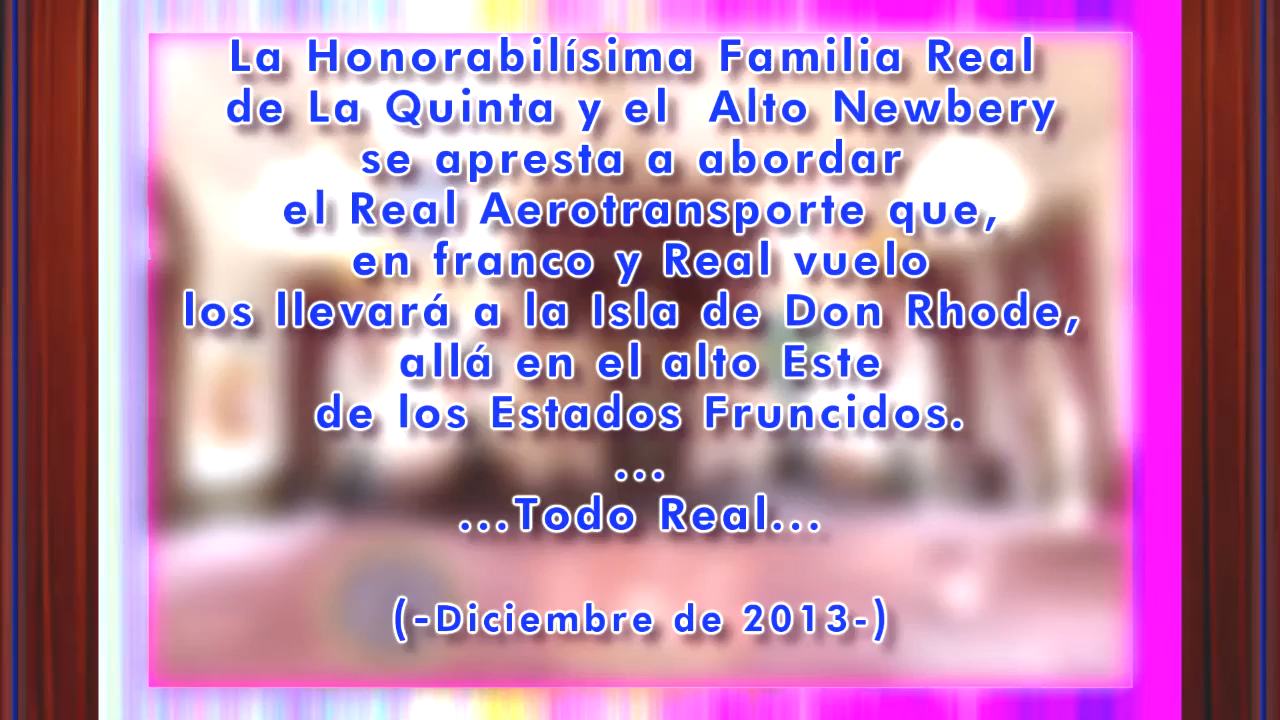 La Honorabilísima Familia Real
de La Quinta y el Alto Newbery
se apresta a abordar
el Real Aerotransporte que,
en franco y Real vuelo
los llevará a la Isla de Don Rhode,
allá en el alto Este
de los Estados Fruncidos.
...
...Todo Real...
(-Diciembre de 2013-)